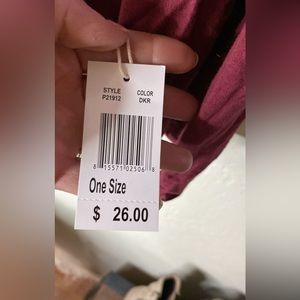 STYLE COLOR
P21912 DKR
8 15571 02506 8
One Size
$ 26.00